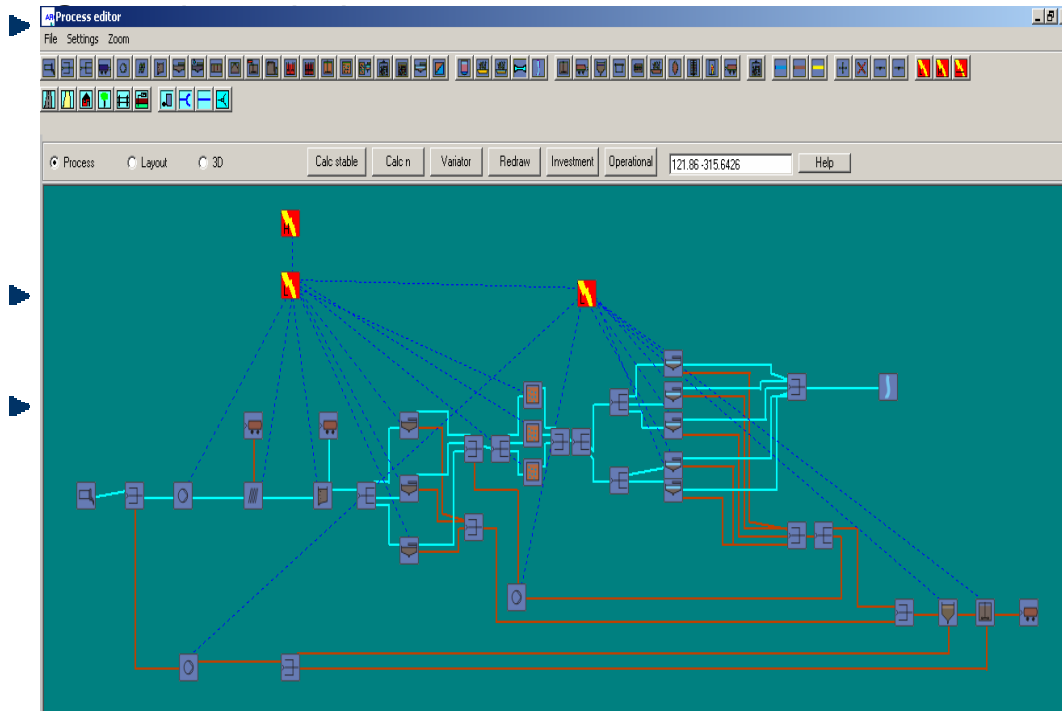 Process editor
File Settings Zoom
Process Layout 3D Calc stable Calc n Variator Redraw Investment Operational 121.86 -315.6426 Help
H
L
L